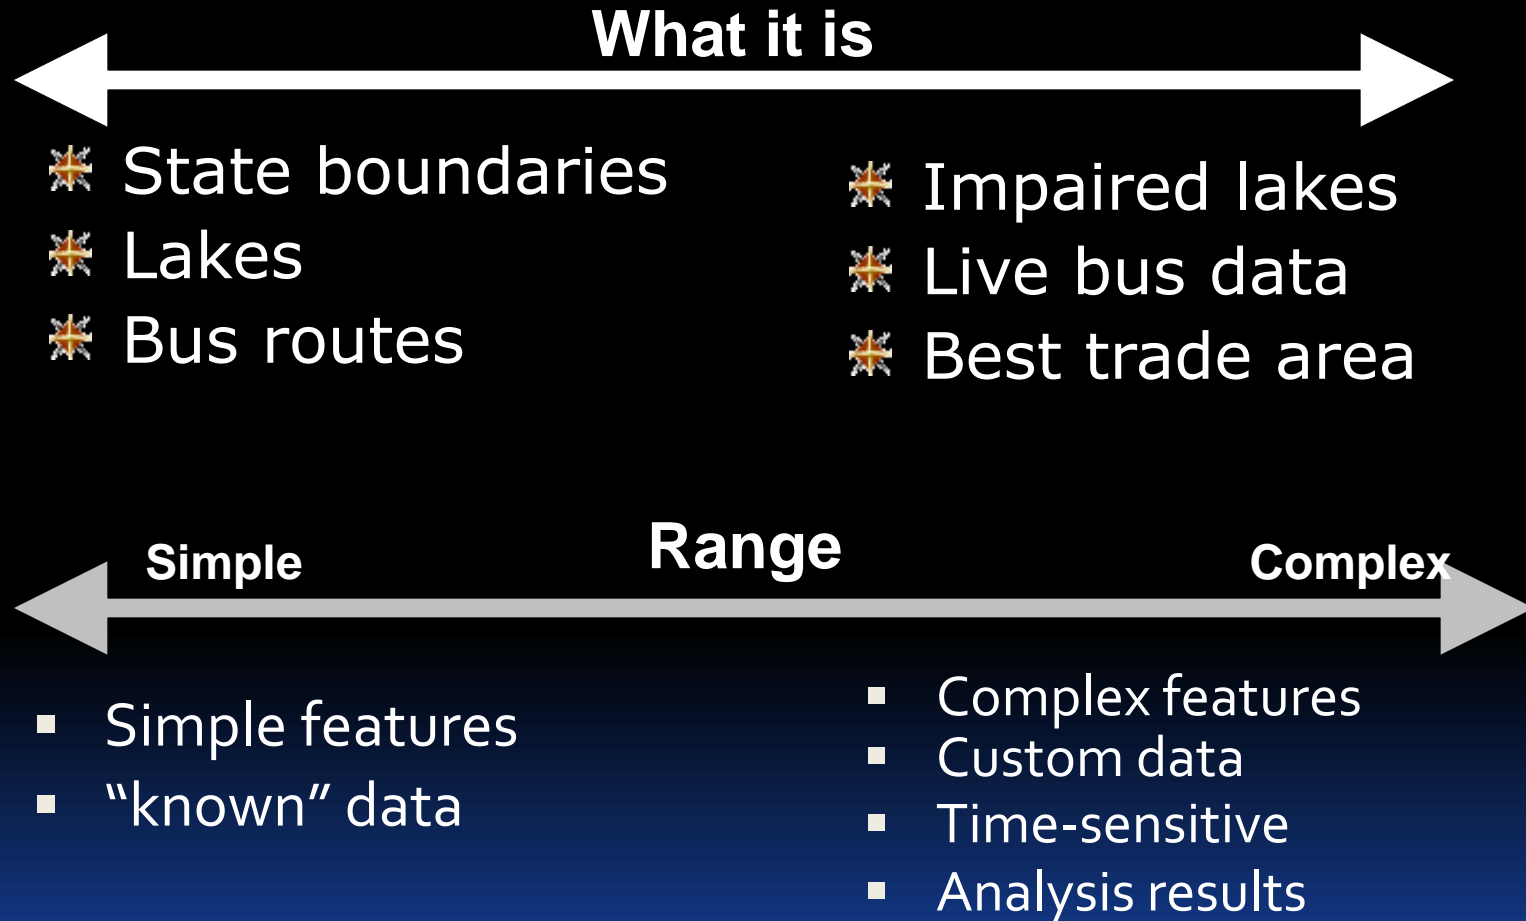 What it is
State boundaries
Lakes
Bus routes
Impaired lakes
Live bus data
Best trade area
Range
Simple
Complex
Simple features
“known” data
Complex features
Custom data
Time-sensitive
Analysis results